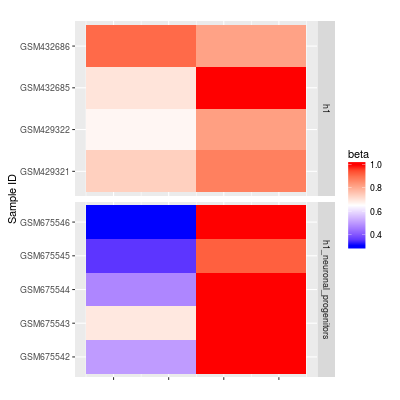 GSM432686
GSM432685
GSM429322
GSM429321
h1
GSM675546
GSM675545
GSM675544
GSM675543
GSM675542
h1_neuronal_progenitors
Sample ID
beta
1.0
0.8
0.6
0.4